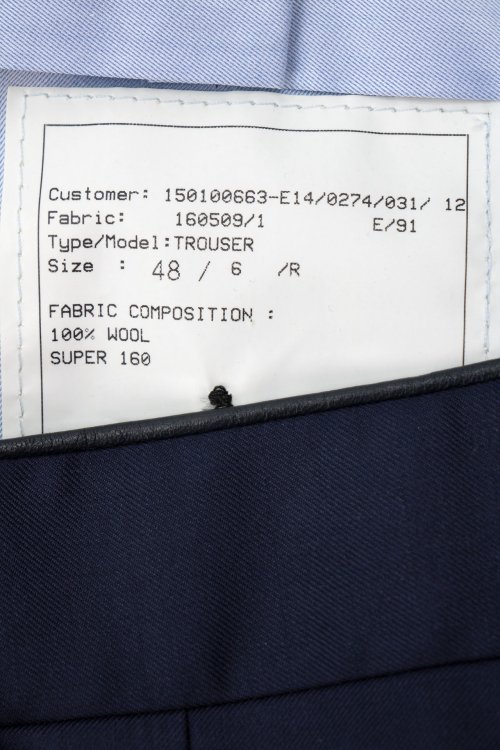 Customer: 150100663-E14/0274/031/ 12
Fabric: 160509/1 E/91
Type/Model:TROUSER
Size : 48 / 6 /R
FABRIC COMPOSITION :
100% WOOL
SUPER 160